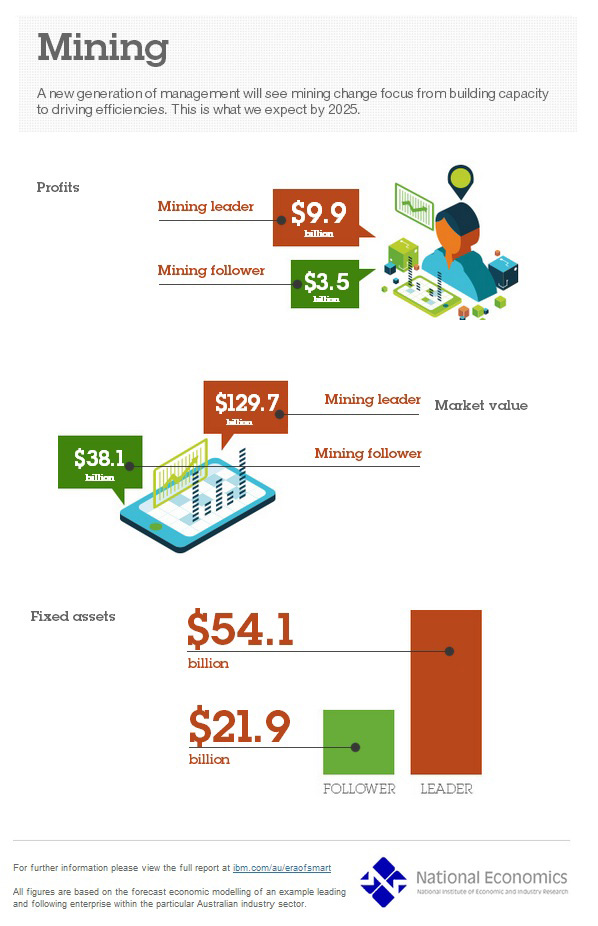 Mining
A new generation of management will see mining change focus from building capacity
to driving efficiencies. This is what we expect by 2025.
Profits
Mining leader
$9.9
billion
Mining follower
$3.5
billion
$129.7
billion
Mining leader
Market value
$38.1
billion
Mining follower
Fixed assets
$54.1
billion
$21.9
billion
FOLLOWER LEADER
For further information please view the full report at ibm.com/au/eraofsmart
All figures are based on the forecast economic modelling of an example leading
and following enterprise within the particular Australian industry sector.
National Economics
National Institute of Economic and Industry Research